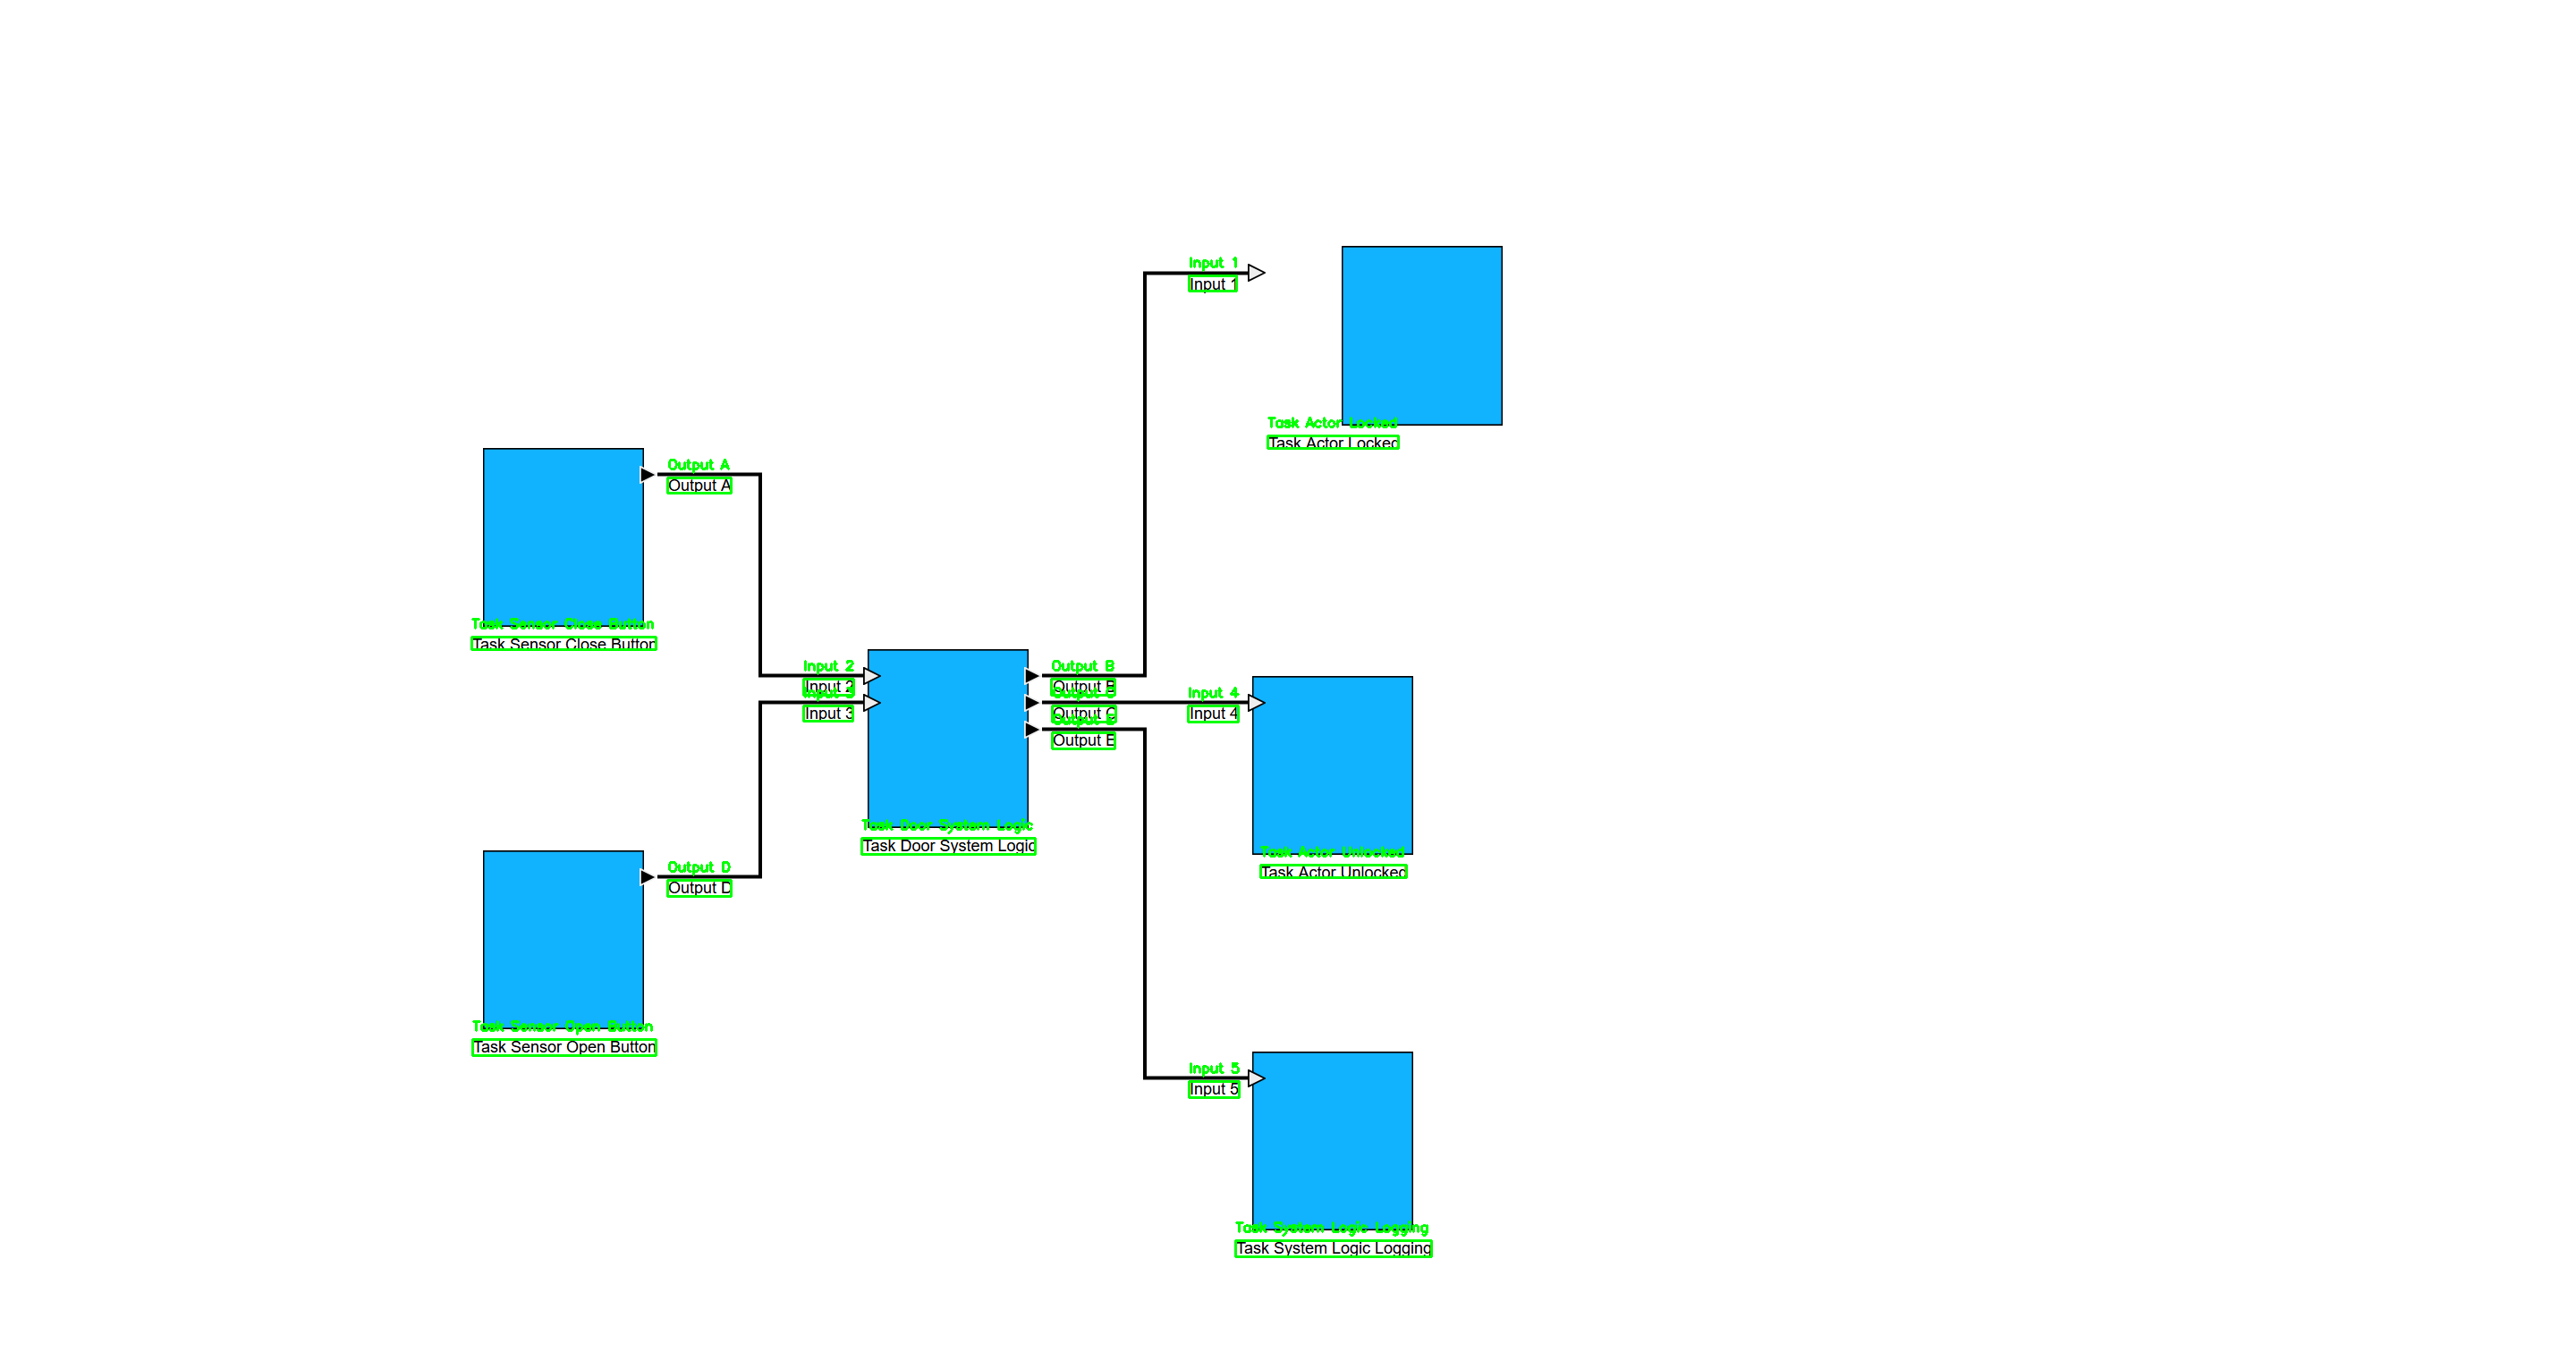 Input 1
Input 1
Task Actor Locked
Task Actor Locked
Output A
Output A
Task Sensor Close Button
Task Sensor Close Button
Input 2
Input 2
Input 3
Input 3
Output B
Output B
Output C
Output C
Output E
Output E
Input 4
Input 4
Task Door System Logic
Task Door System Logic
Task Actor Unlocked
Task Actor Unlocked
Output D
Output D
Task Sensor Open Button
Task Sensor Open Button
Input 5
Input 5
Task System Logic Logging
Task System Logic Logging